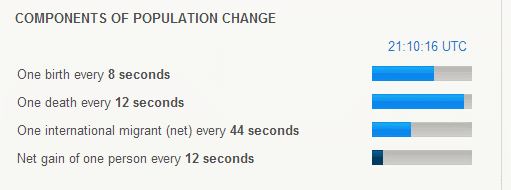 COMPONENTS OF POPULATION CHANGE
21:10:16 UTC
One birth every 8 seconds
One death every 12 seconds
One international migrant (net) every 44 seconds
Net gain of one person every 12 seconds